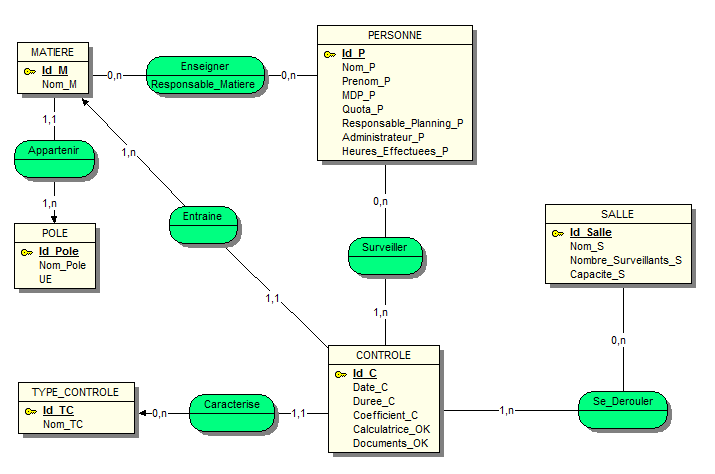 PERSONNE
Id_P
Nom_P
Prenom_P
MDP_P
Quota_P
Responsable_Planning_P
Administrateur_P
Heures_Effectuees_P
MATIERE
Id_M
Nom_M
0,n
Enseigner
Responsable_Matiere
0,n
1,1
Appartenir
1,n
1,n
POLE
Id_Pole
Nom_Pole
UE
Entraine
1,1
0,n
Surveiller
1,n
SALLE
Id_Salle
Nom_S
Nombre_Surveillants_S
Capacite_S
0,n
CONTROLE
Id_C
Date_C
Duree_C
Coefficient_C
Calculatrice_OK
Documents_OK
TYPE_CONTROLE
Id_TC
Nom_TC
0,n
Caracterise
1,1
1,n
Se_Derouler